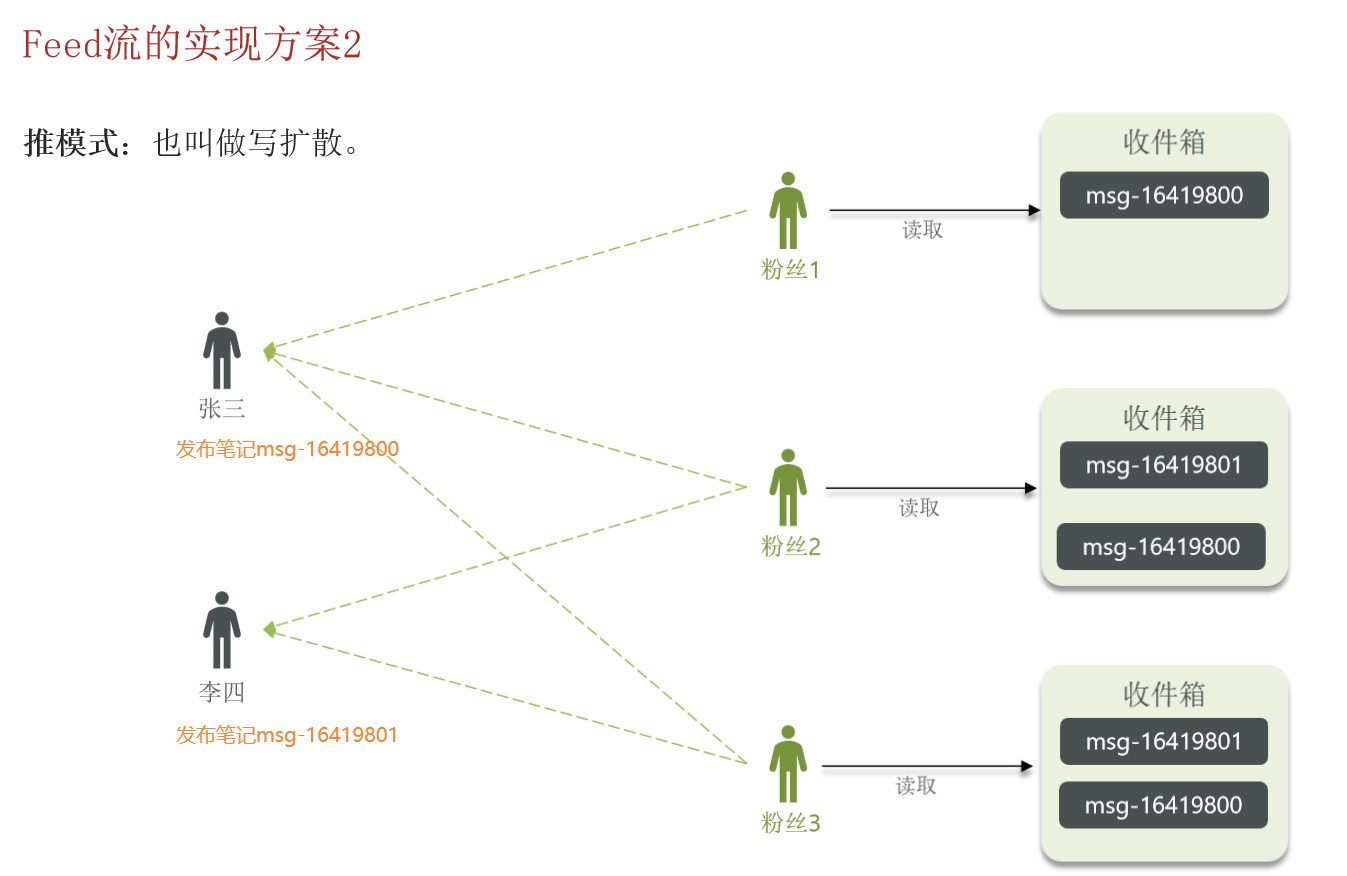 Feed流的实现方案2
推模式：也叫做写扩散。
收件箱
msg-16419800
读取
粉丝1
张三
发布笔记msg-16419800
收件箱
msg-16419801
读取
msg-16419800
粉丝2
李四
发布笔记msg-16419801
收件箱
msg-16419801
读取
msg-16419800
粉丝3